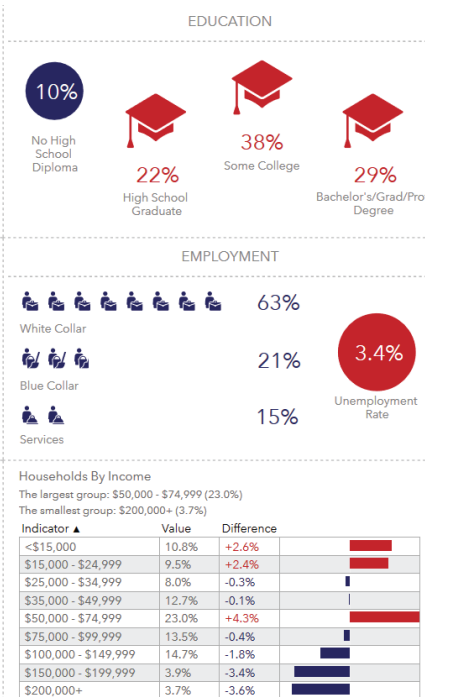 EDUCATION
10%
No High
School
Diploma
22%
High School
Graduate
38%
Some College
29%
Bachelor's/Grad/Pro
Degree
EMPLOYMENT
63%
White Collar
21%
Blue Collar
15%
Services
3.4%
Unemployment
Rate
Households By Income
The largest group: $50,000 - $74,999 (23.0%)
The smallest group: $200,000+ (3.7%)
Indicator ▲ Value Difference
<$15,000 10.8% +2.6%
$15,000 - $24,999 9.5% +2.4%
$25,000 - $34,999 8.0% -0.3%
$35,000 - $49,999 12.7% -0.1%
$50,000 - $74,999 23.0% +4.3%
$75,000 - $99,999 13.5% -0.4%
$100,000 - $149,999 14.7% -1.8%
$150,000 - $199,999 3.9% -3.4%
$200,000+ 3.7% -3.6%